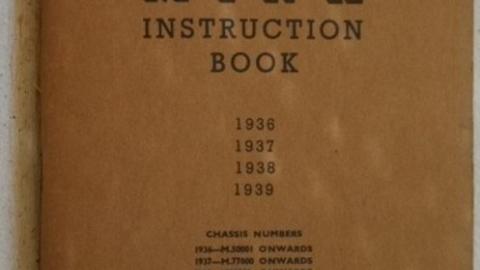 INSTRUCTION
BOOK
1936
1937
1938
1939
CHASSIS NUMBERS
1936—M.50001 ONWARDS
1937—M.77000 ONWARDS